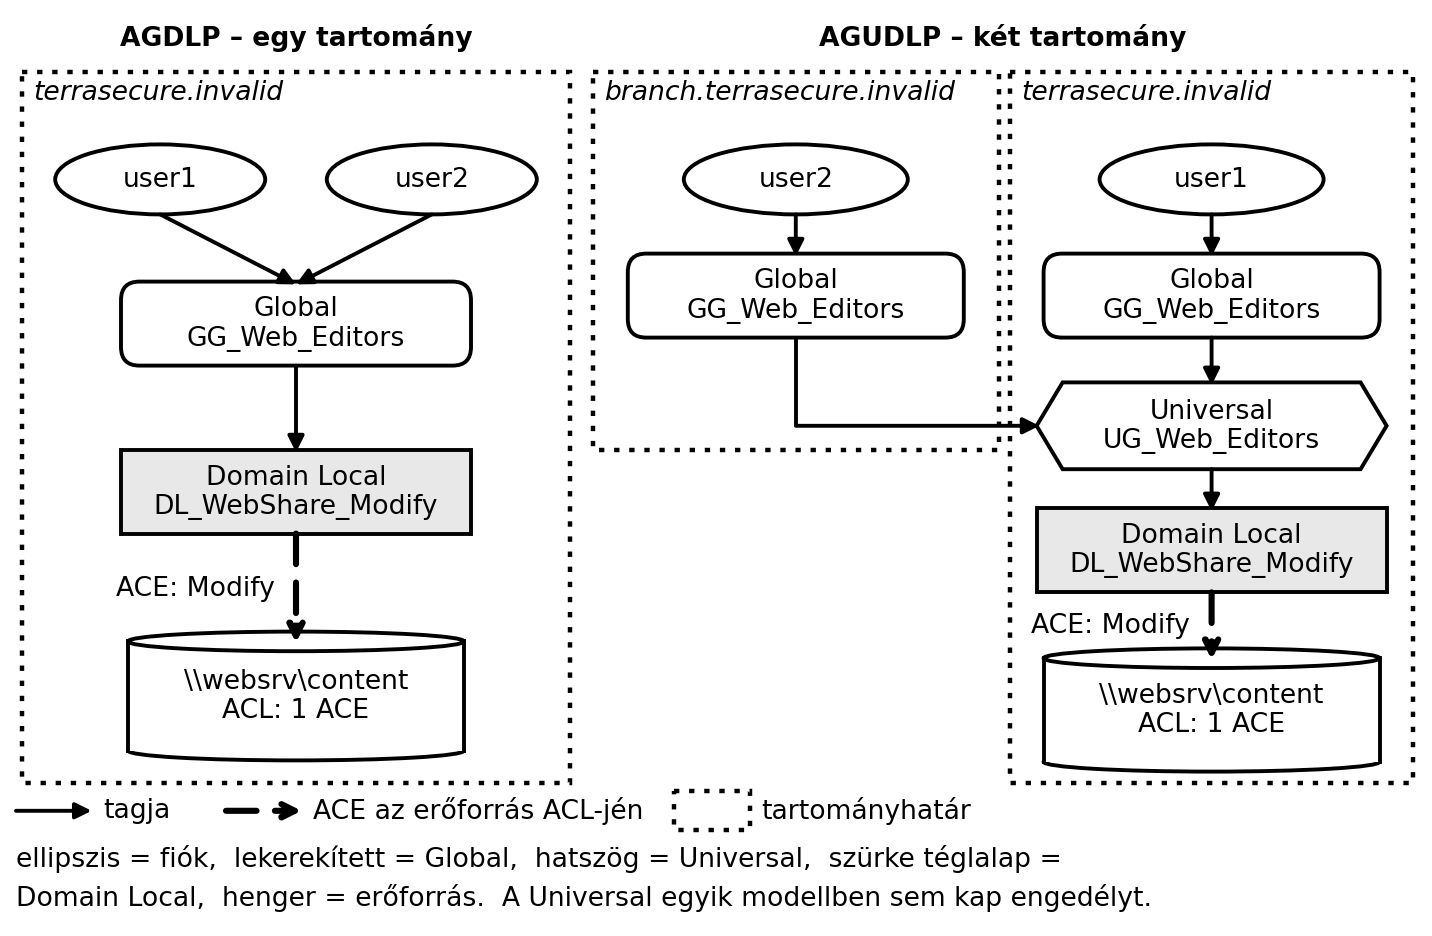 AGDLP – egy tartomány
terrasecure.invalid
user1
user2
Global
GG_Web_Editors
Domain Local
DL_WebShare_Modify
ACE: Modify
\\websrv\content
ACL: 1 ACE
AGUDLP – két tartomány
branch.terrasecure.invalid
user2
Global
GG_Web_Editors
terrasecure.invalid
user1
Global
GG_Web_Editors
Universal
UG_Web_Editors
Domain Local
DL_WebShare_Modify
ACE: Modify
\\websrv\content
ACL: 1 ACE
tagja
ACE az erőforrás ACL-jén
tartományhatár
ellipszis = fiók, lekerekített = Global, hatszög = Universal, szürke téglalap =
Domain Local, henger = erőforrás. A Universal egyik modellben sem kap engedélyt.